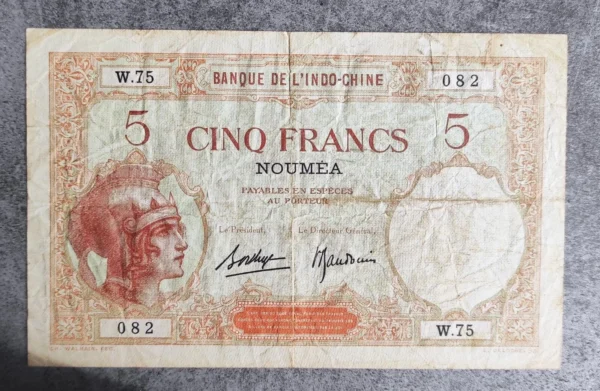 W.75 BANQUE DE L'INDO-CHINE 082
5 CINQ FRANCS 5
NOUMÉA
PAYABLES EN ESPÈCES
AU PORTEUR
Le Président, Le Directeur Général,
082 W.75